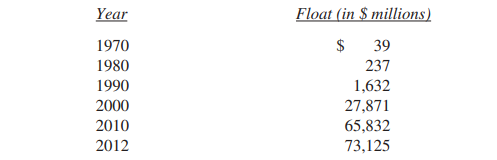 Year Float (in $ millions)
1970 $ 39
1980 237
1990 1,632
2000 27,871
2010 65,832
2012 73,125